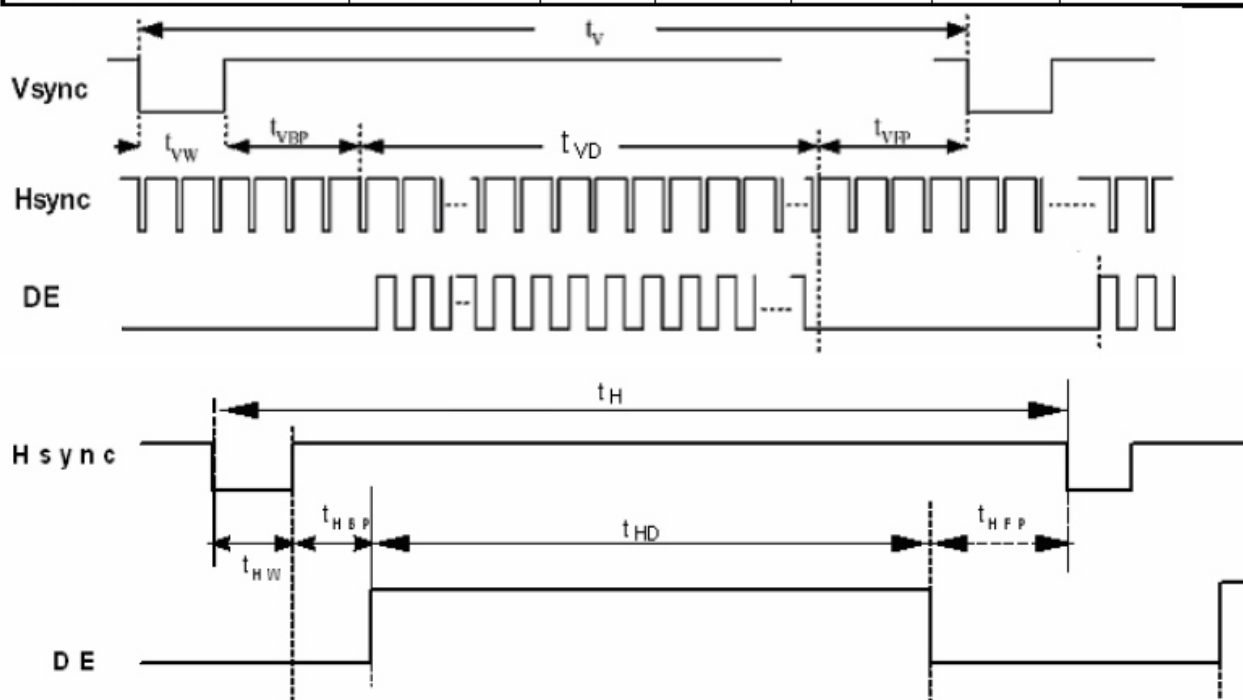 tV
Vsync
tVW
tVBP
tVD
tVFP
Hsync
DE
tH
Hsync
tHBP
tHD
tHFP
tHW
DE